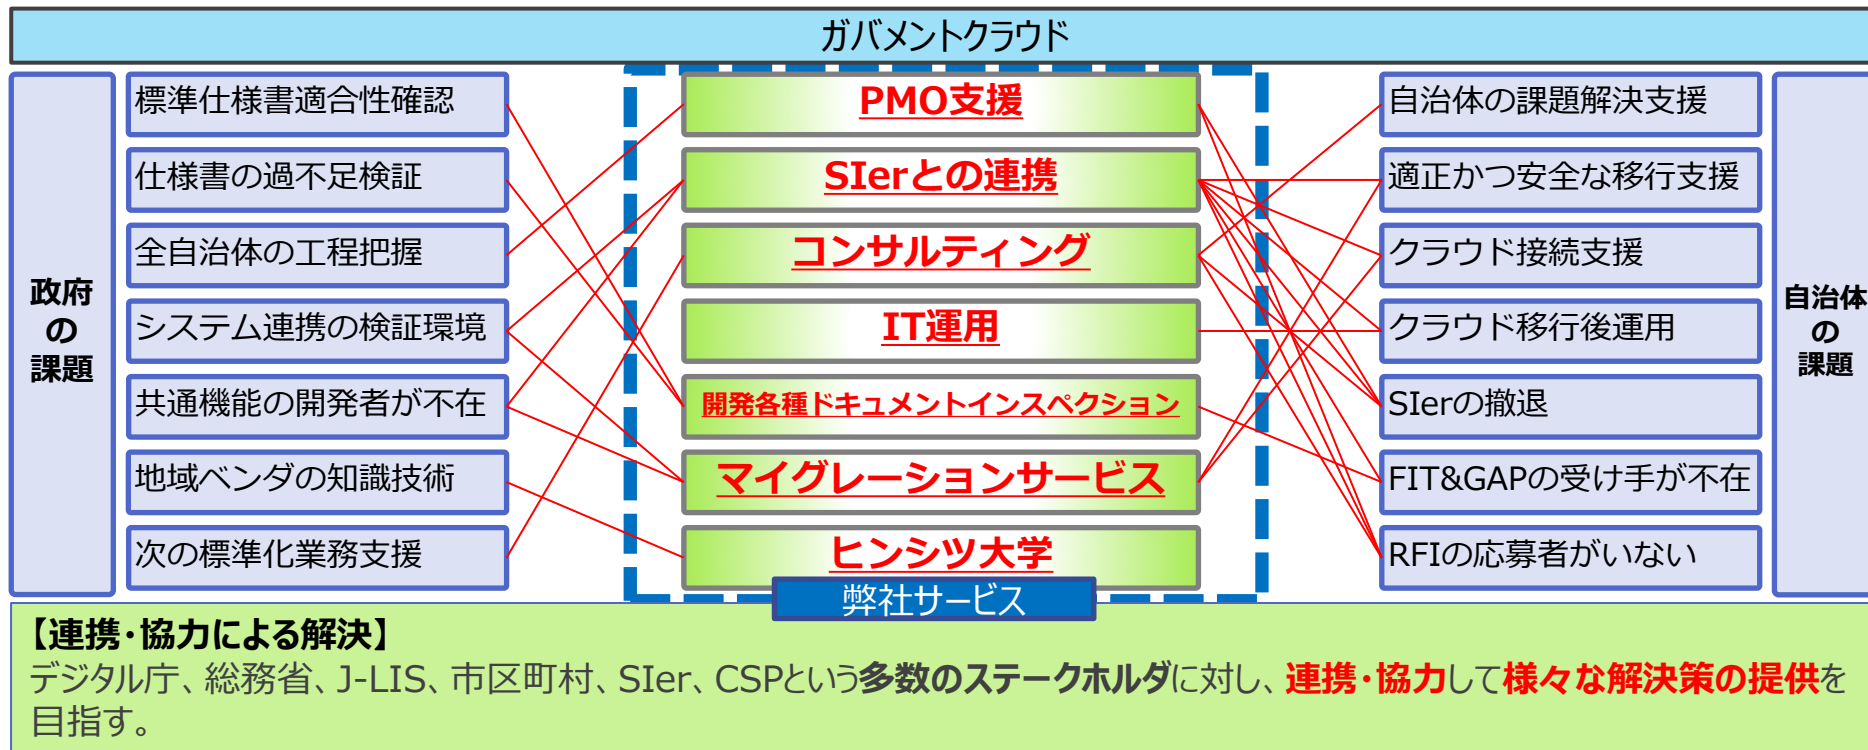 ガバメントクラウド
政府
の
課題
標準仕様書適合性確認
仕様書の過不足検証
全自治体の工程把握
システム連携の検証環境
共通機能の開発者が不在
地域ベンダの知識技術
次の標準化業務支援
PMO支援
SIerとの連携
コンサルティング
IT運用
開発各種ドキュメントインスペクション
マイグレーションサービス
ヒンシツ大学
弊社サービス
自治体の課題解決支援
適正かつ安全な移行支援
クラウド接続支援
クラウド移行後運用
SIerの撤退
FIT&GAPの受け手が不在
RFIの応募者がいない
自治体
の
課題
【連携・協力による解決】
デジタル庁、総務省、J-LIS、市区町村、SIer、CSPという多数のステークホルダに対し、連携・協力して様々な解決策の提供を
目指す。